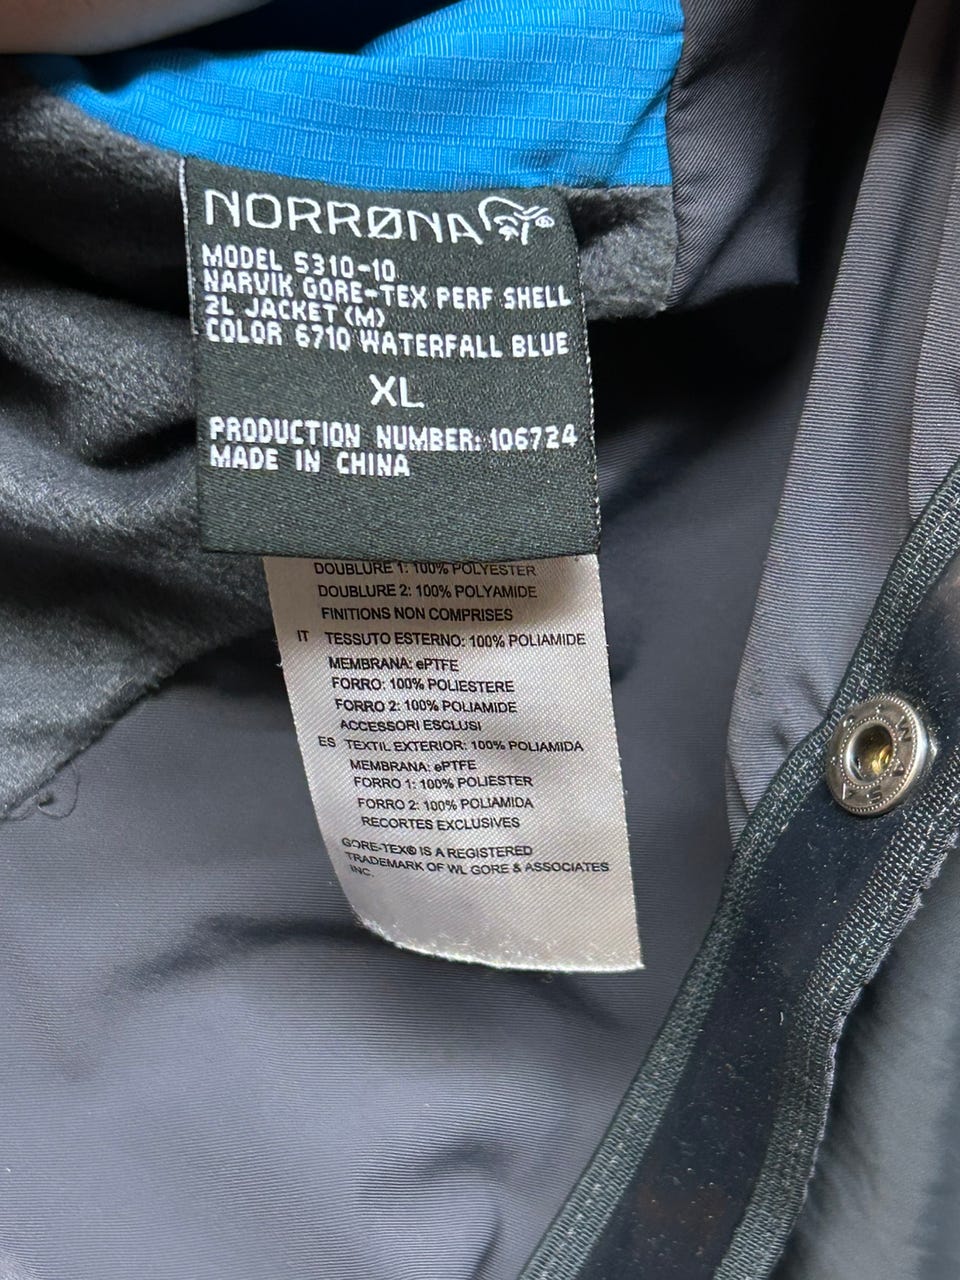 NORRØNA
MODEL 5310-10
NARVIK GORE-TEX PERF SHELL
2L JACKET (M)
COLOR 6710 WATERFALL BLUE
XL
PRODUCTION NUMBER: 106724
MADE IN CHINA
DOUBLURE 1: 100% POLYESTER
DOUBLURE 2: 100% POLYAMIDE
FINITIONS NON COMPRISES
IT TESSUTO ESTERNO: 100% POLIAMIDE
MEMBRANA: ePTFE
FORRO: 100% POLIESTERE
FORRO 2: 100% POLIAMIDE
ACCESSORI ESCLUSI
ES TEXTIL EXTERIOR: 100% POLIAMIDA
MEMBRANA: ePTFE
FORRO 1: 100% POLIESTER
FORRO 2: 100% POLIAMIDA
RECORTES EXCLUSIVES
GORE-TEX® IS A REGISTERED
TRADEMARK OF WL GORE & ASSOCIATES
INC.